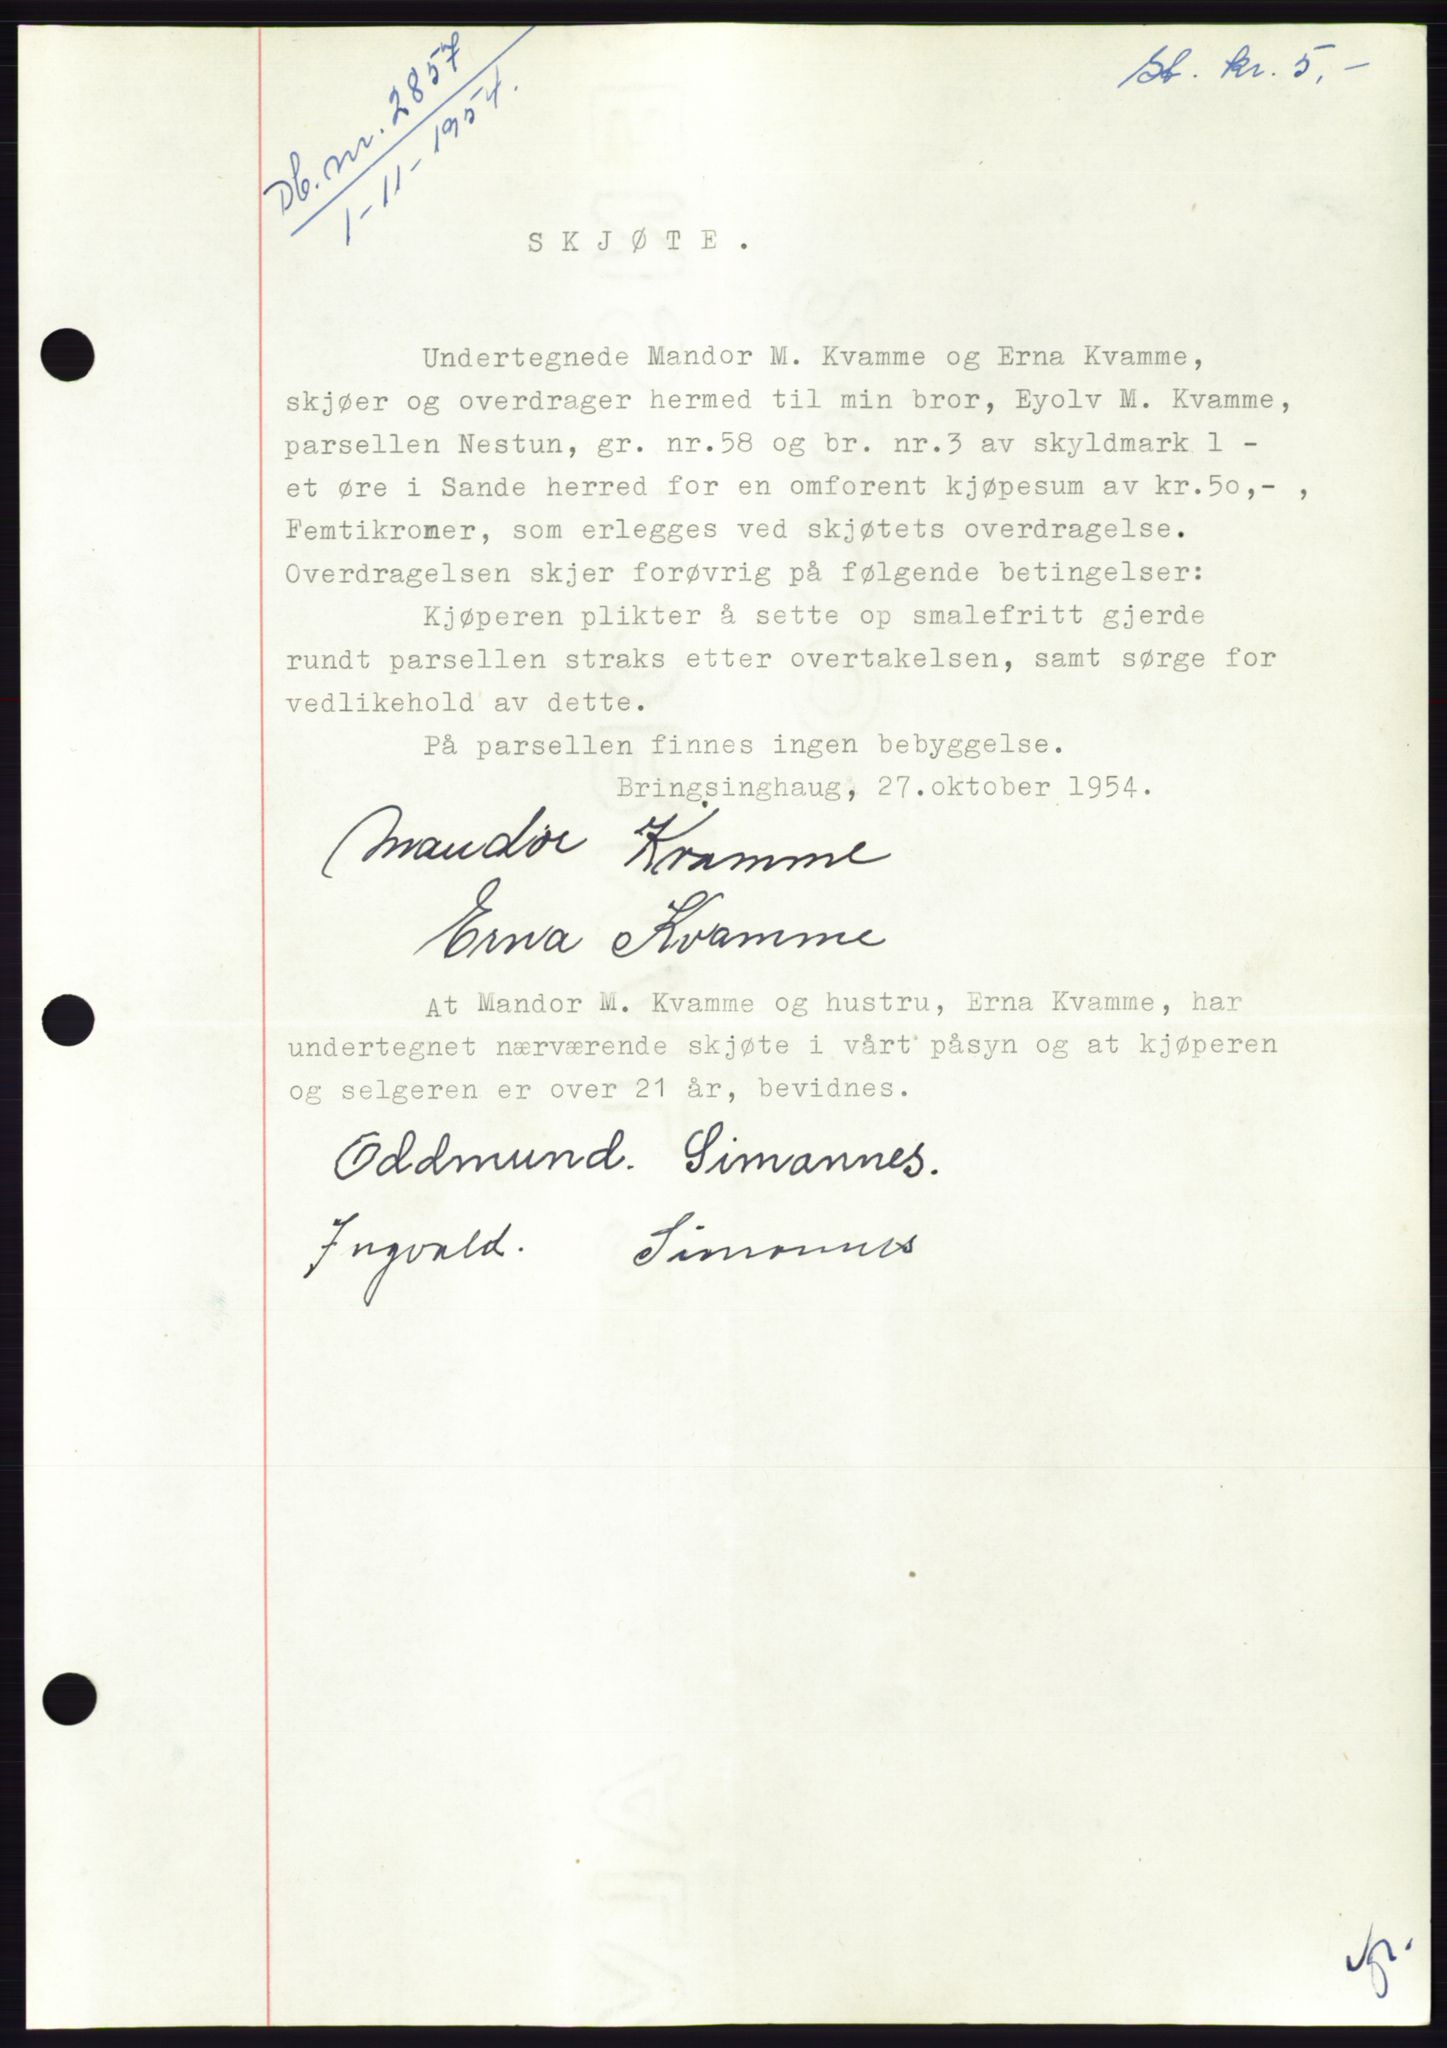 Db. nr. 2857
1-11-1954.
Sb. kr. 5,-
SKJØTE.
Undertegnede Mandor M. Kvamme og Erna Kvamme,
skjøer og overdrager hermed til min bror, Eyolv M. Kvamme,
parsellen Nestun, gr. nr.58 og br. nr.3 av skyldmark 1 -
et øre i Sande herred for en omforent kjøpesum av kr.50,- ,
Femtikroner, som erlegges ved skjøtets overdragelse.
Overdragelsen skjer forøvrig på følgende betingelser:
Kjøperen plikter å sette op smalefritt gjerde
rundt parsellen straks etter overtakelsen, samt sørge for
vedlikehold av dette.
På parsellen finnes ingen bebyggelse.
Bringsinghaug, 27.oktober 1954.
Mandor Kvamme
Erna Kvamme
At Mandor M. Kvamme og hustru, Erna Kvamme, har
undertegnet nærværende skjøte i vårt påsyn og at kjøperen
og selgeren er over 21 år, bevidnes.
Oddmund. Simannes.
Ingvald. Simonnes